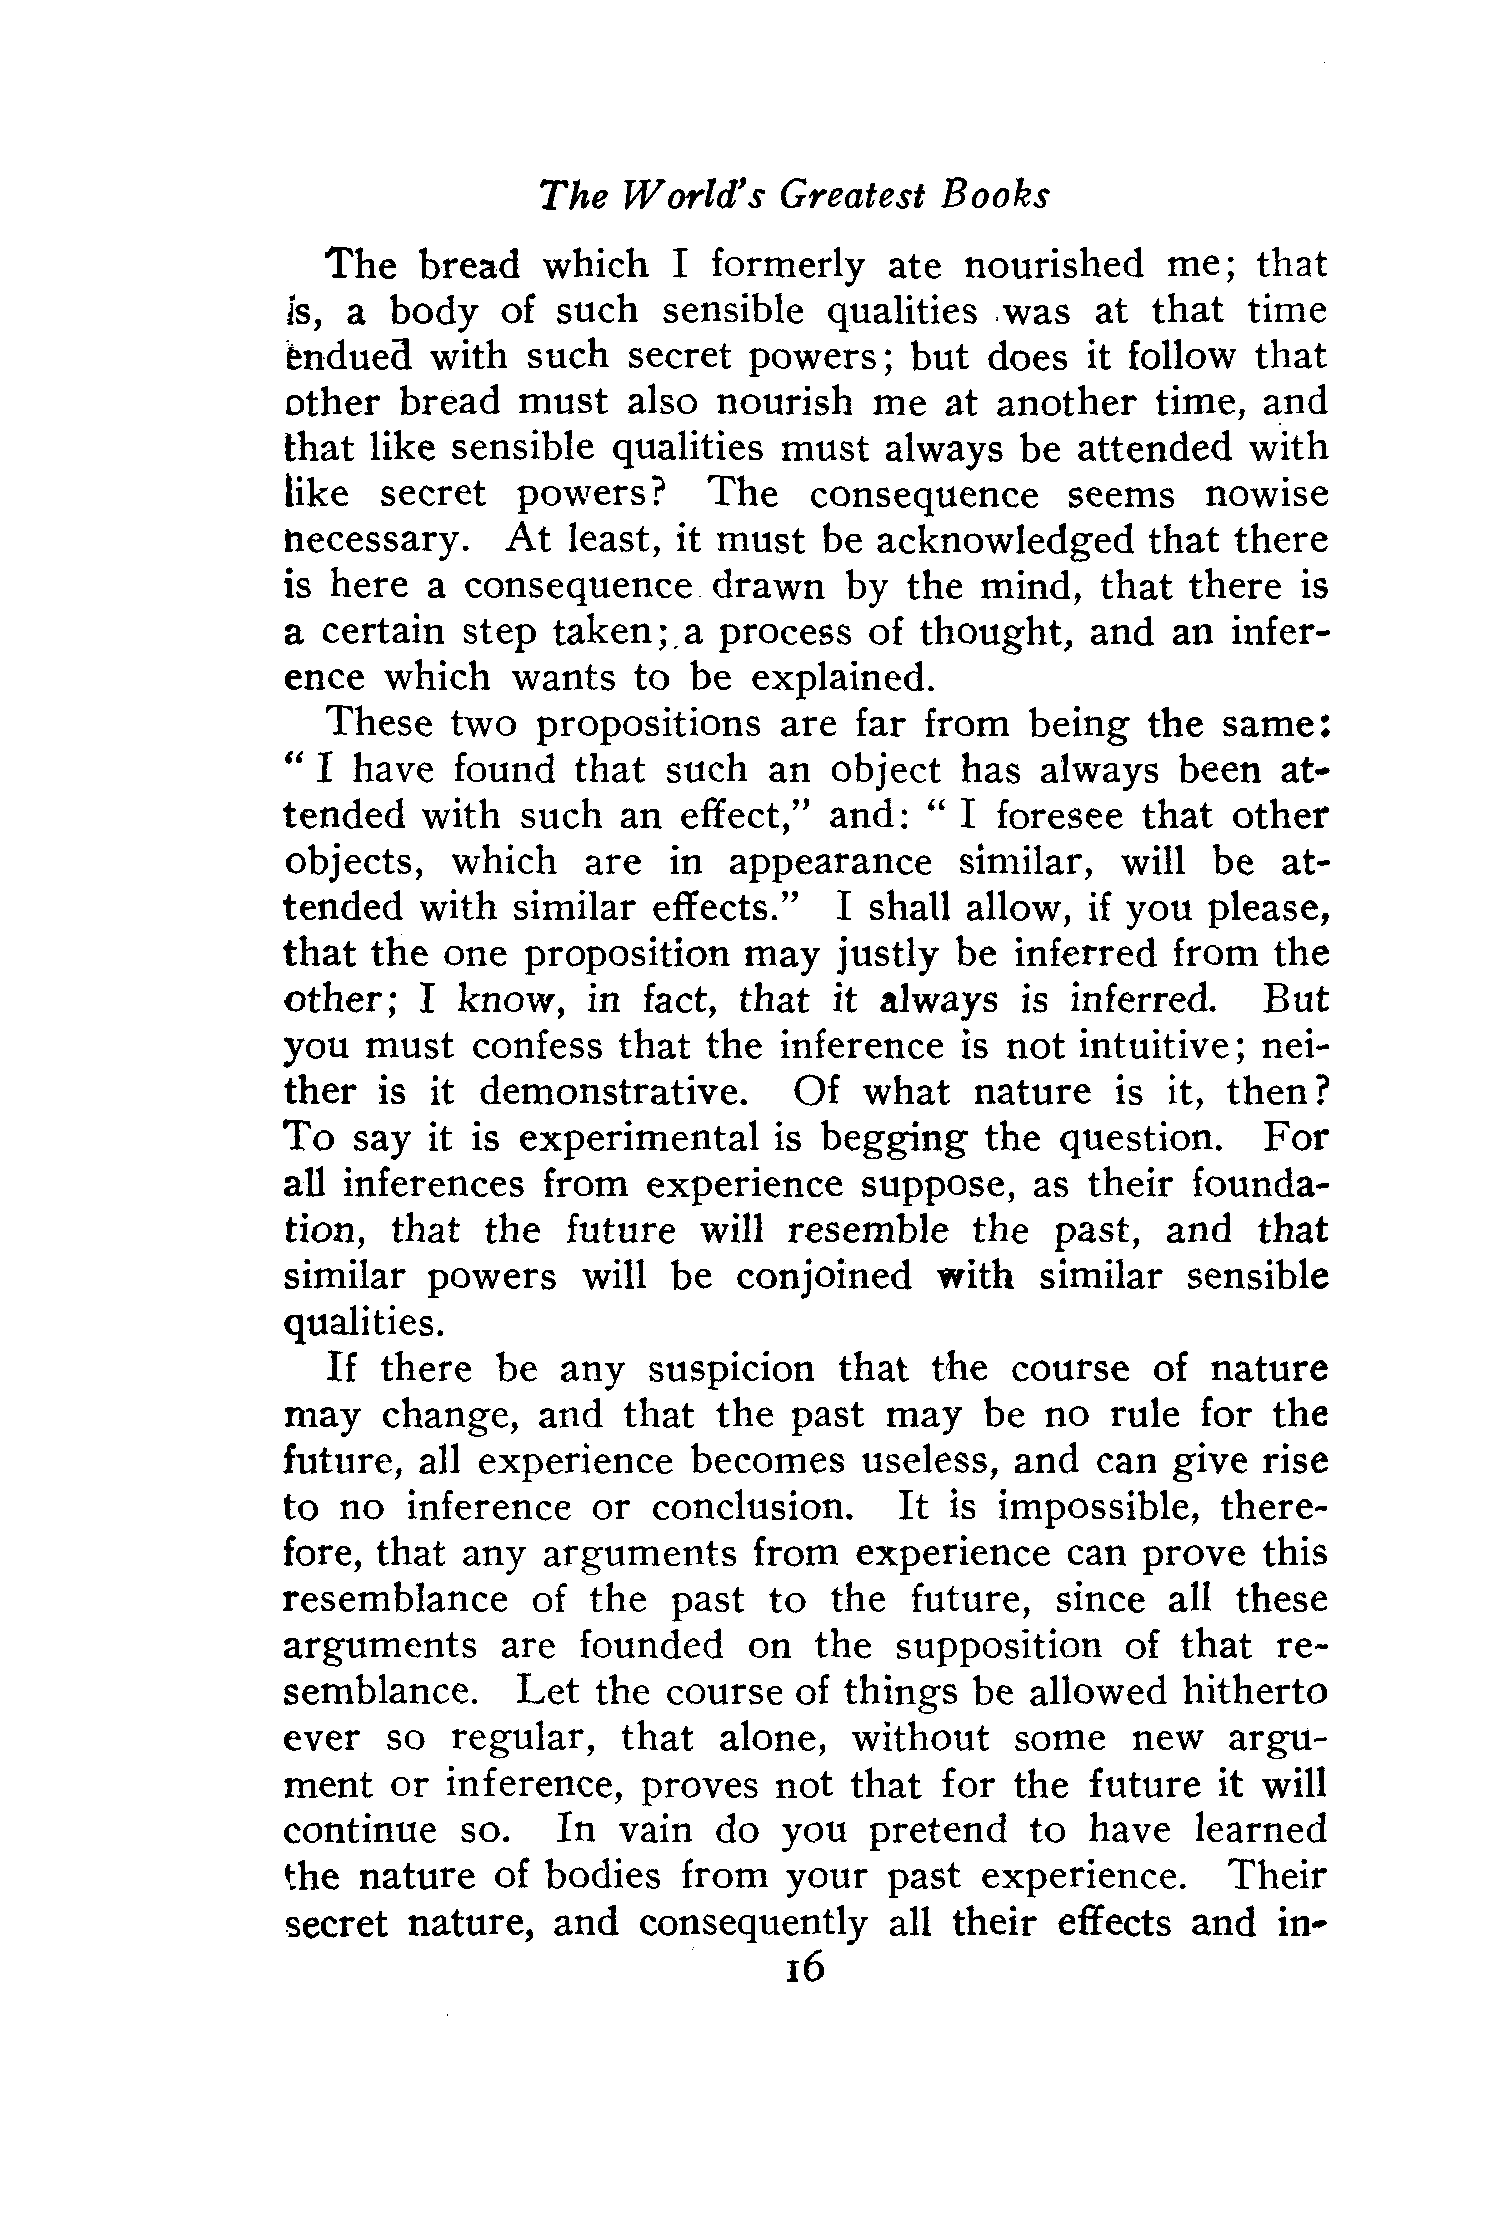 The World's Greatest Books
The bread which I formerly ate nourished me; that
is, a body of such sensible qualities was at that time
endued with such secret powers; but does it follow that
other bread must also nourish me at another time, and
that like sensible qualities must always be attended with
like secret powers? The consequence seems nowise
necessary. At least, it must be acknowledged that there
is here a consequence drawn by the mind, that there is
a certain step taken; a process of thought, and an infer-
ence which wants to be explained.
These two propositions are far from being the same:
“ I have found that such an object has always been at-
tended with such an effect,” and: “ I foresee that other
objects, which are in appearance similar, will be at-
tended with similar effects.” I shall allow, if you please,
that the one proposition may justly be inferred from the
other; I know, in fact, that it always is inferred. But
you must confess that the inference is not intuitive; nei-
ther is it demonstrative. Of what nature is it, then?
To say it is experimental is begging the question. For
all inferences from experience suppose, as their founda-
tion, that the future will resemble the past, and that
similar powers will be conjoined with similar sensible
qualities.
If there be any suspicion that the course of nature
may change, and that the past may be no rule for the
future, all experience becomes useless, and can give rise
to no inference or conclusion. It is impossible, there-
fore, that any arguments from experience can prove this
resemblance of the past to the future, since all these
arguments are founded on the supposition of that re-
semblance. Let the course of things be allowed hitherto
ever so regular, that alone, without some new argu-
ment or inference, proves not that for the future it will
continue so. In vain do you pretend to have learned
the nature of bodies from your past experience. Their
secret nature, and consequently all their effects and in-
16